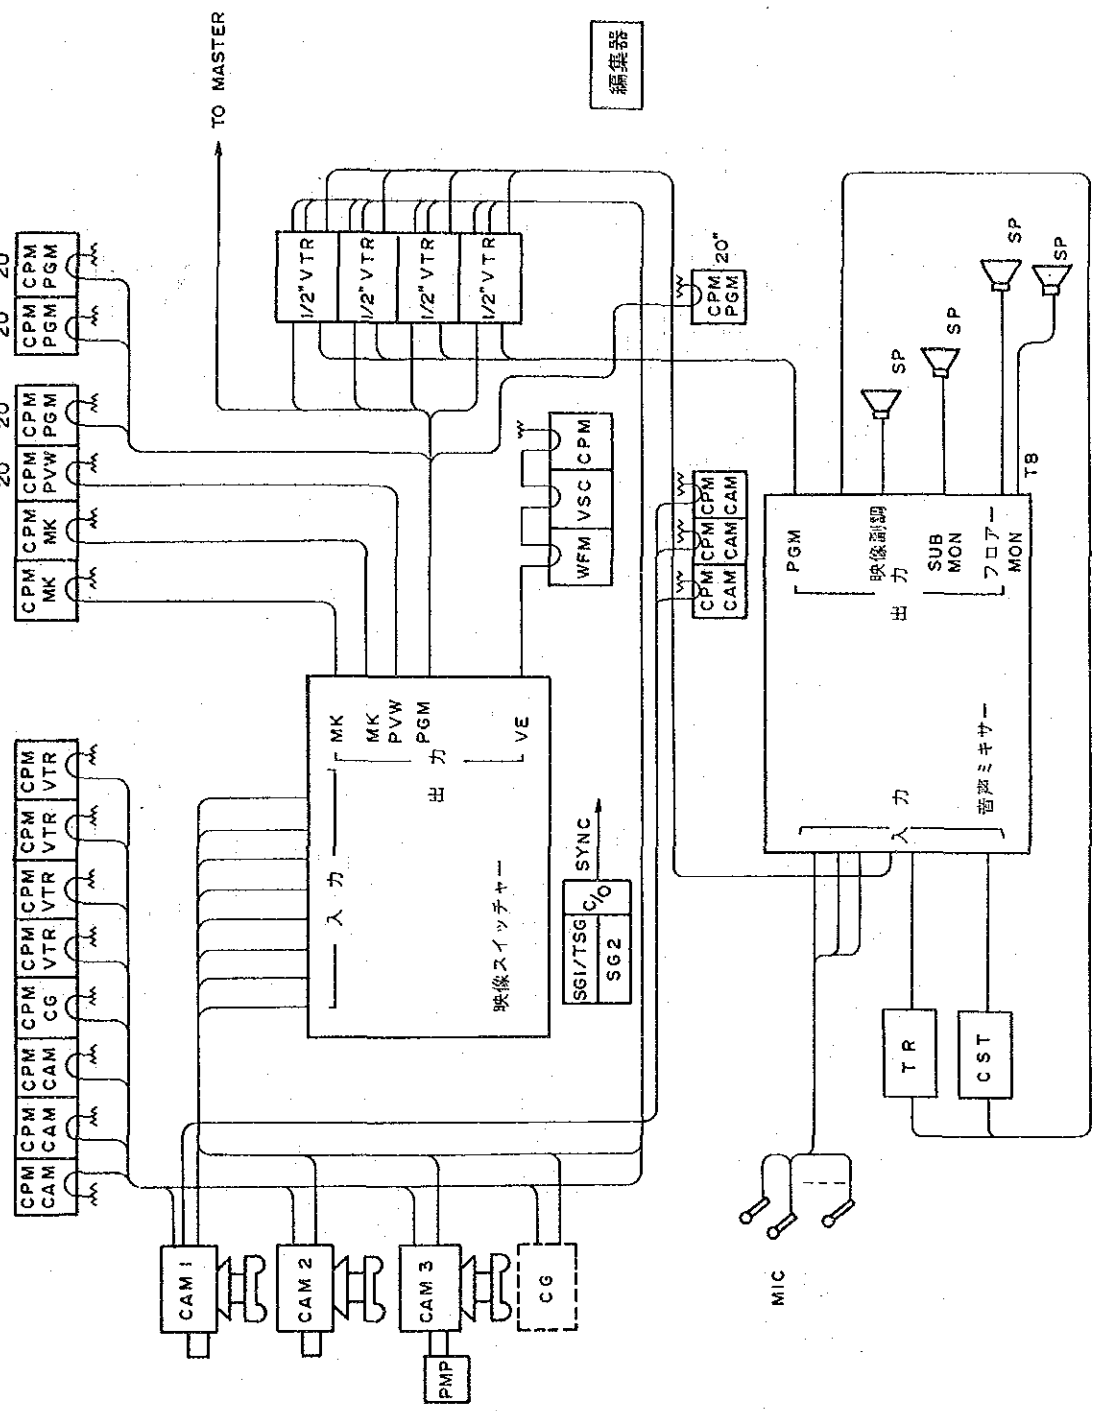 MIC
PMP
CAM 1
CAM 2
CAM 3
CG
CPM
CAM
CPM
CAM
CPM
CAM
CPM
CG
CPM
VTR
CPM
VTR
CPM
VTR
CPM
VTR
CPM
MK
CPM
MK
20"
CPM
PVW
20"
CPM
PGM
20"
CPM
PGM
20"
CPM
PGM
TO MASTER
映像スイッチャー
入力
出力
MK
MK
PVW
PGM
VE
SG1/TSG
SG2
C/O
SYNC
WFM
VSC
CPM
1/2" VTR
1/2" VTR
1/2" VTR
1/2" VTR
編集器
CPM
CAM
CPM
CAM
CPM
CAM
CPM
PGM
20"
TR
CST
音声ミキサー
入力
出力
PGM
映像副調
SUB
MON
フロアー
MON
TB
SP
SP
SP
SP